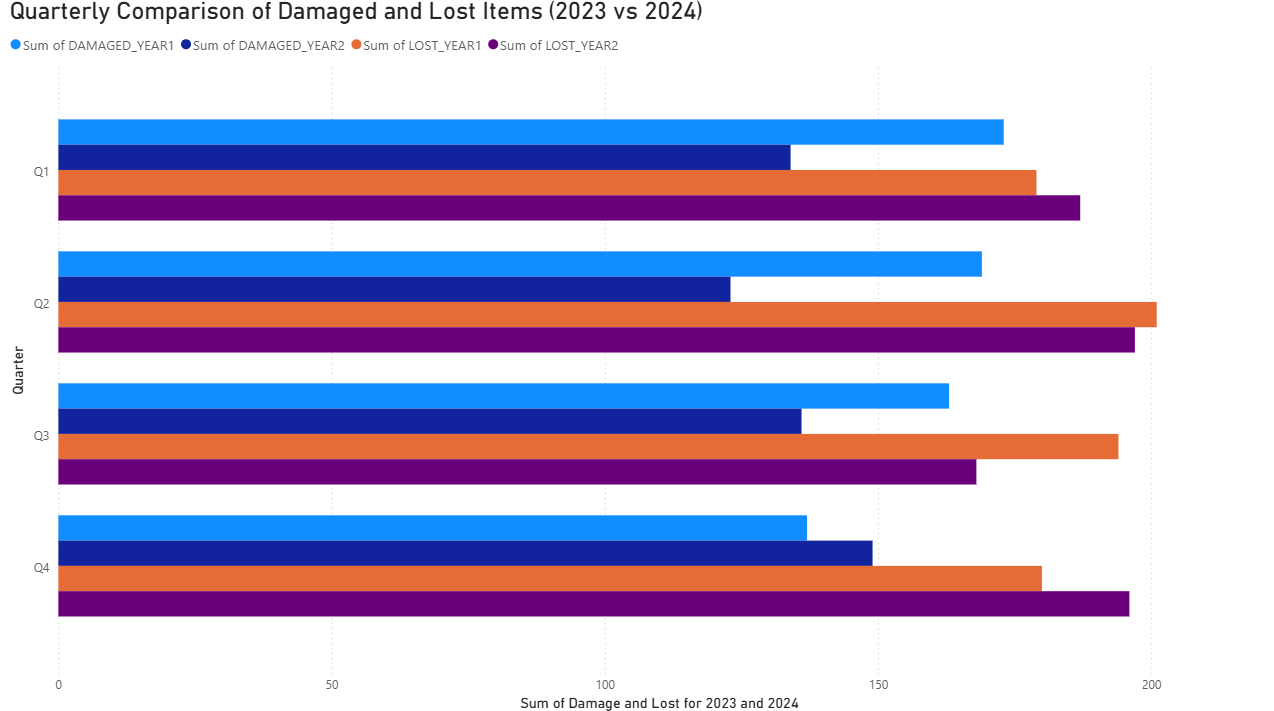 Quarterly Comparison of Damaged and Lost Items (2023 vs 2024)
Sum of DAMAGED_YEAR1 Sum of DAMAGED_YEAR2 Sum of LOST_YEAR1 Sum of LOST_YEAR2
Quarter
Q1
Q2
Q3
Q4
0 50 100 150 200
Sum of Damage and Lost for 2023 and 2024